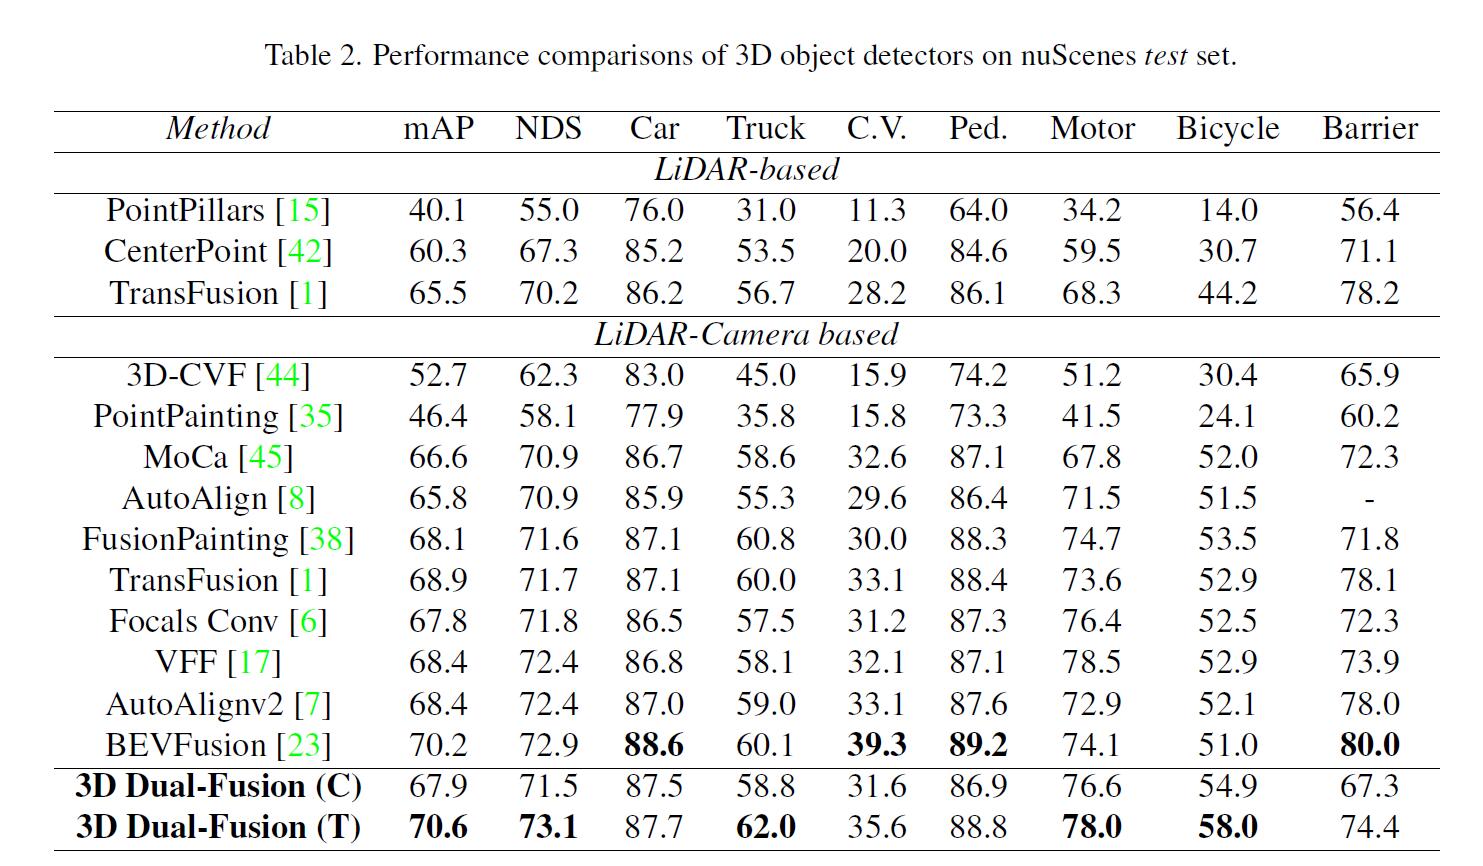 Table 2. Performance comparisons of 3D object detectors on nuScenes test set.
Method mAP NDS Car Truck C.V. Ped. Motor Bicycle Barrier
LiDAR-based
PointPillars [15] 40.1 55.0 76.0 31.0 11.3 64.0 34.2 14.0 56.4
CenterPoint [42] 60.3 67.3 85.2 53.5 20.0 84.6 59.5 30.7 71.1
TransFusion [1] 65.5 70.2 86.2 56.7 28.2 86.1 68.3 44.2 78.2
LiDAR-Camera based
3D-CVF [44] 52.7 62.3 83.0 45.0 15.9 74.2 51.2 30.4 65.9
PointPainting [35] 46.4 58.1 77.9 35.8 15.8 73.3 41.5 24.1 60.2
MoCa [45] 66.6 70.9 86.7 58.6 32.6 87.1 67.8 52.0 72.3
AutoAlign [8] 65.8 70.9 85.9 55.3 29.6 86.4 71.5 51.5 -
FusionPainting [38] 68.1 71.6 87.1 60.8 30.0 88.3 74.7 53.5 71.8
TransFusion [1] 68.9 71.7 87.1 60.0 33.1 88.4 73.6 52.9 78.1
Focals Conv [6] 67.8 71.8 86.5 57.5 31.2 87.3 76.4 52.5 72.3
VFF [17] 68.4 72.4 86.8 58.1 32.1 87.1 78.5 52.9 73.9
AutoAlignv2 [7] 68.4 72.4 87.0 59.0 33.1 87.6 72.9 52.1 78.0
BEVFusion [23] 70.2 72.9 88.6 60.1 39.3 89.2 74.1 51.0 80.0
3D Dual-Fusion (C) 67.9 71.5 87.5 58.8 31.6 86.9 76.6 54.9 67.3
3D Dual-Fusion (T) 70.6 73.1 87.7 62.0 35.6 88.8 78.0 58.0 74.4